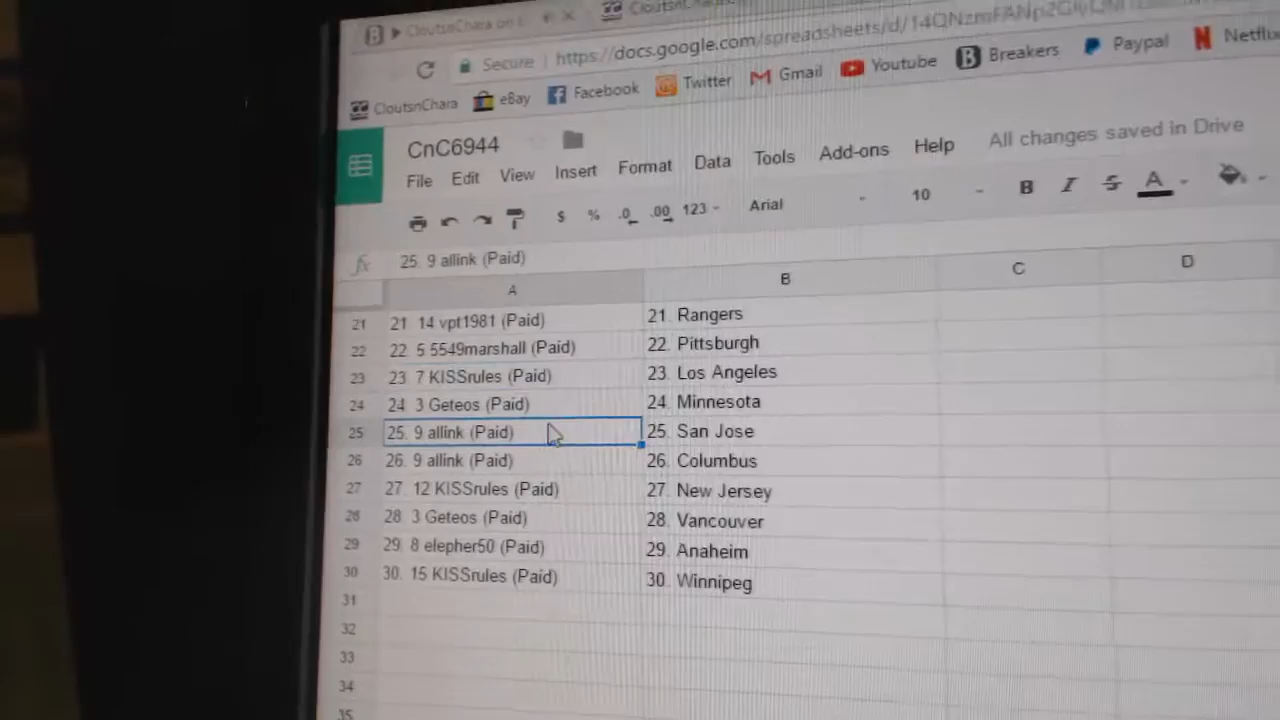 CloutsnChara on
Secure | https://docs.google.com/spreadsheets/d/
CloutsnChara eBay Facebook Twitter Gmail Youtube Breakers Paypal Netflix
CnC6944
File Edit View Insert Format Data Tools Add-ons Help All changes saved in Drive
$ % .0 .00 123 Arial 10 B I S A
fx 25. 9 allink (Paid)
A B C D
21 21 14 vpt1981 (Paid) 21. Rangers
22 22. 5 5549marshall (Paid) 22. Pittsburgh
23 23 7 KISSrules (Paid) 23. Los Angeles
24 24 3 Geteos (Paid) 24. Minnesota
25 25. 9 allink (Paid) 25. San Jose
26 26. 9 allink (Paid) 26. Columbus
27 27. 12 KISSrules (Paid) 27. New Jersey
28 28 3 Geteos (Paid) 28. Vancouver
29 29. 8 elepher50 (Paid) 29. Anaheim
30 30. 15 KISSrules (Paid) 30. Winnipeg
31
32
33
34
35